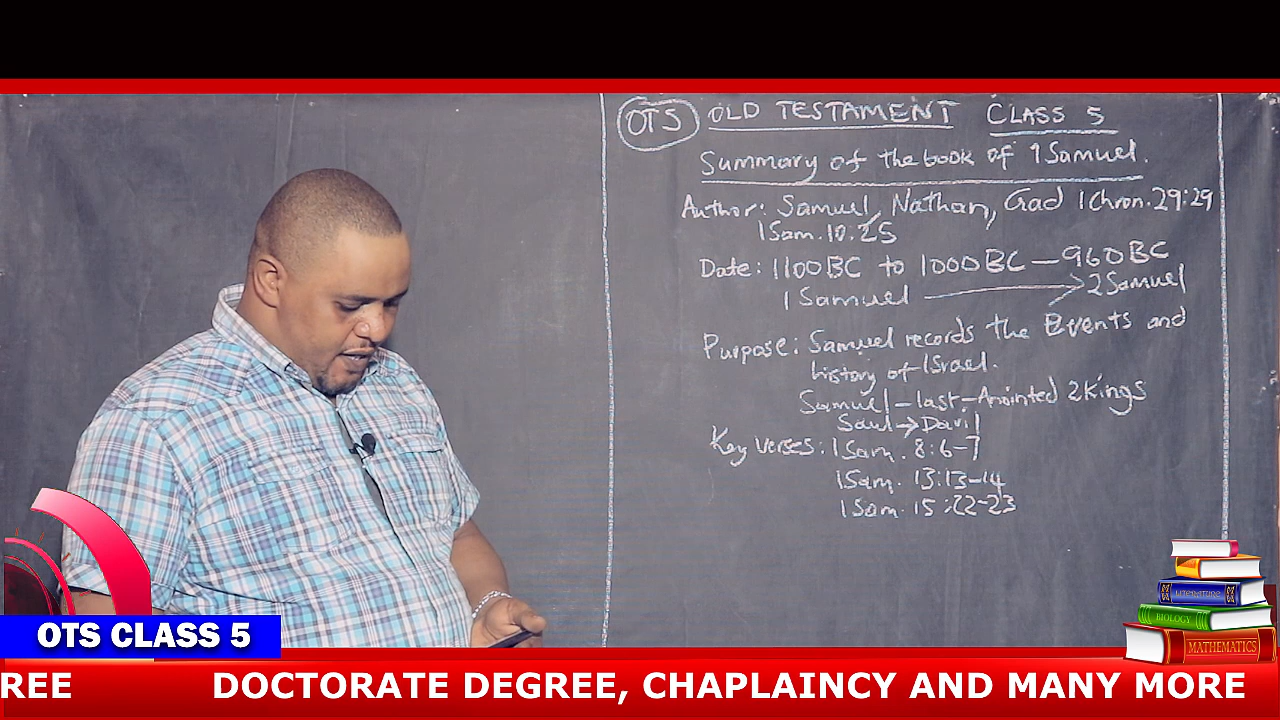 OTS OLD TESTAMENT CLASS 5
Summary of the book of 1Samuel.
Author: Samuel, Nathan, Gad 1Chron.29:29
1Sam.10.25
Date: 1100BC to 1000BC – 960BC
1Samuel → 2Samuel
Purpose: Samuel records the Events and
history of Israel.
Samuel – last – Anointed 2Kings
Saul → David
Key Verses: 1Sam. 8:6-7
1Sam. 13:13-14
1Sam. 15:22-23
LITERATURE
BIOLOGY
MATHEMATICS
OTS CLASS 5
REE DOCTORATE DEGREE, CHAPLAINCY AND MANY MORE